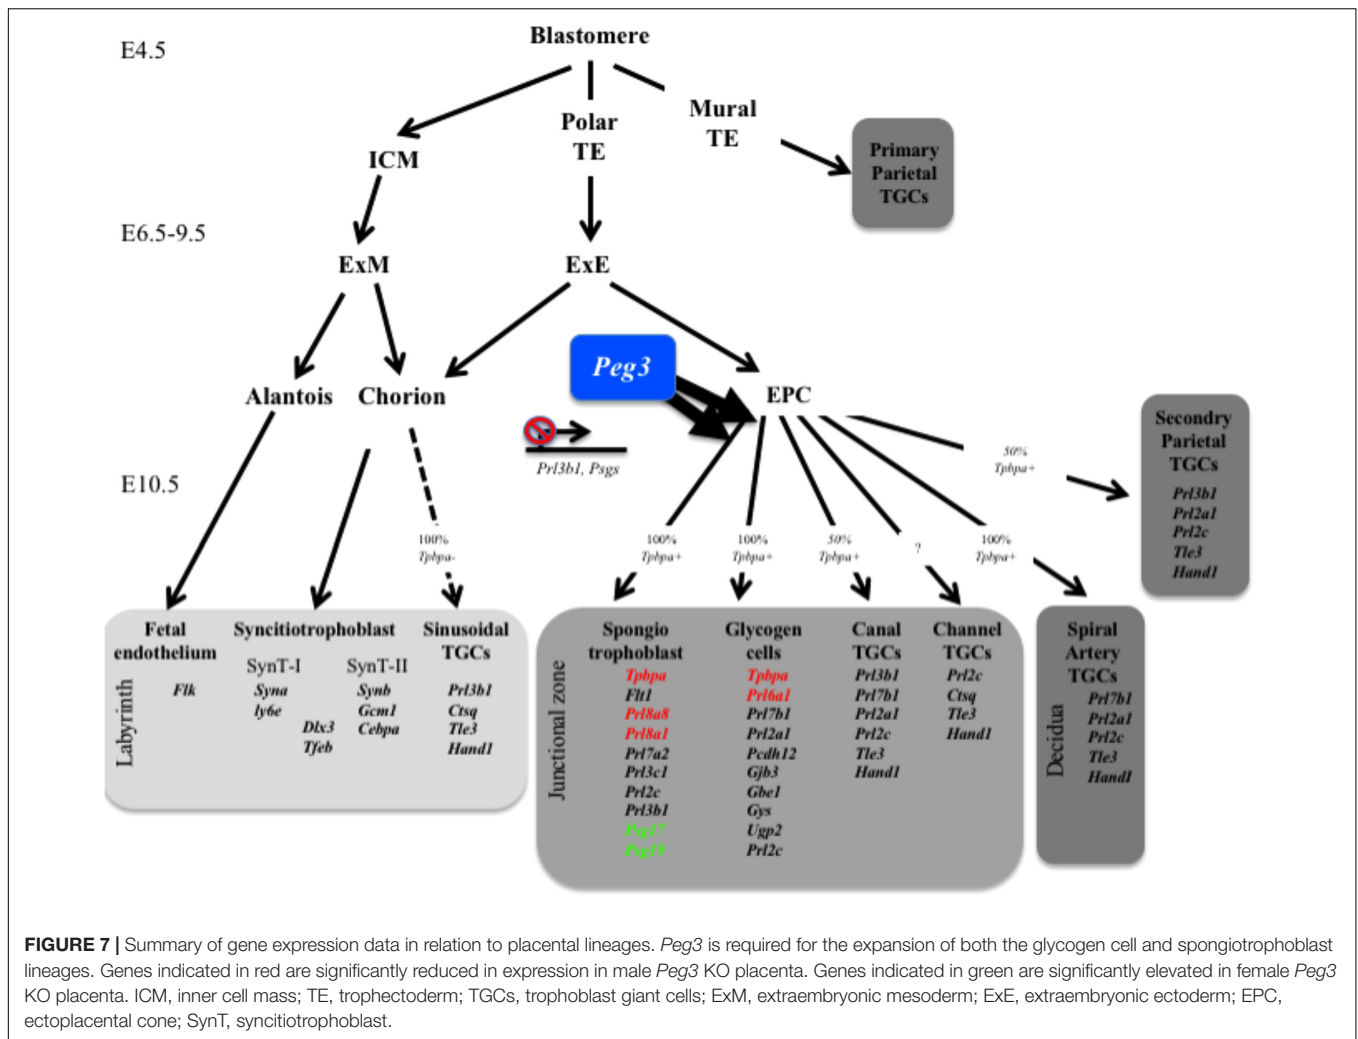 Blastomere
E4.5
Polar
TE
Mural
TE
ICM
Primary
Parietal
TGCs
E6.5-9.5
ExM
ExE
Peg3
Alantois
Chorion
EPC
Prl3b1, Psgs
E10.5
Secondry
Parietal
TGCs
Prl3b1
Prl2a1
Prl2c
Tle3
Hand1
50%
Tpbpa+
100%
Tpbpa-
100%
Tpbpa+
100%
Tpbpa+
50%
Tpbpa+
?
100%
Tpbpa+
Labyrinth
Fetal
endothelium
Flk
Syncitiotrophoblast
SynT-I
Syna
ly6e
SynT-II
Synb
Gcm1
Cebpa
Dlx3
Tfeb
Sinusoidal
TGCs
Prl3b1
Ctsq
Tle3
Hand1
Junctional zone
Spongio
trophoblast
Tpbpa
Flt1
Prl8a8
Prl8a1
Prl7a2
Prl3c1
Prl2c
Prl3b1
Psg17
Psg19
Glycogen
cells
Tpbpa
Prl6a1
Prl7b1
Prl2a1
Pcdh12
Gjb3
Gbe1
Gys
Ugp2
Prl2c
Canal
TGCs
Prl3b1
Prl7b1
Prl2a1
Prl2c
Tle3
Hand1
Channel
TGCs
Prl2c
Ctsq
Tle3
Hand1
Decidua
Spiral
Artery
TGCs
Prl7b1
Prl2a1
Prl2c
Tle3
Hand1
FIGURE 7 | Summary of gene expression data in relation to placental lineages. Peg3 is required for the expansion of both the glycogen cell and spongiotrophoblast
lineages. Genes indicated in red are significantly reduced in expression in male Peg3 KO placenta. Genes indicated in green are significantly elevated in female Peg3
KO placenta. ICM, inner cell mass; TE, trophectoderm; TGCs, trophoblast giant cells; ExM, extraembryonic mesoderm; ExE, extraembryonic ectoderm; EPC,
ectoplacental cone; SynT, syncitiotrophoblast.